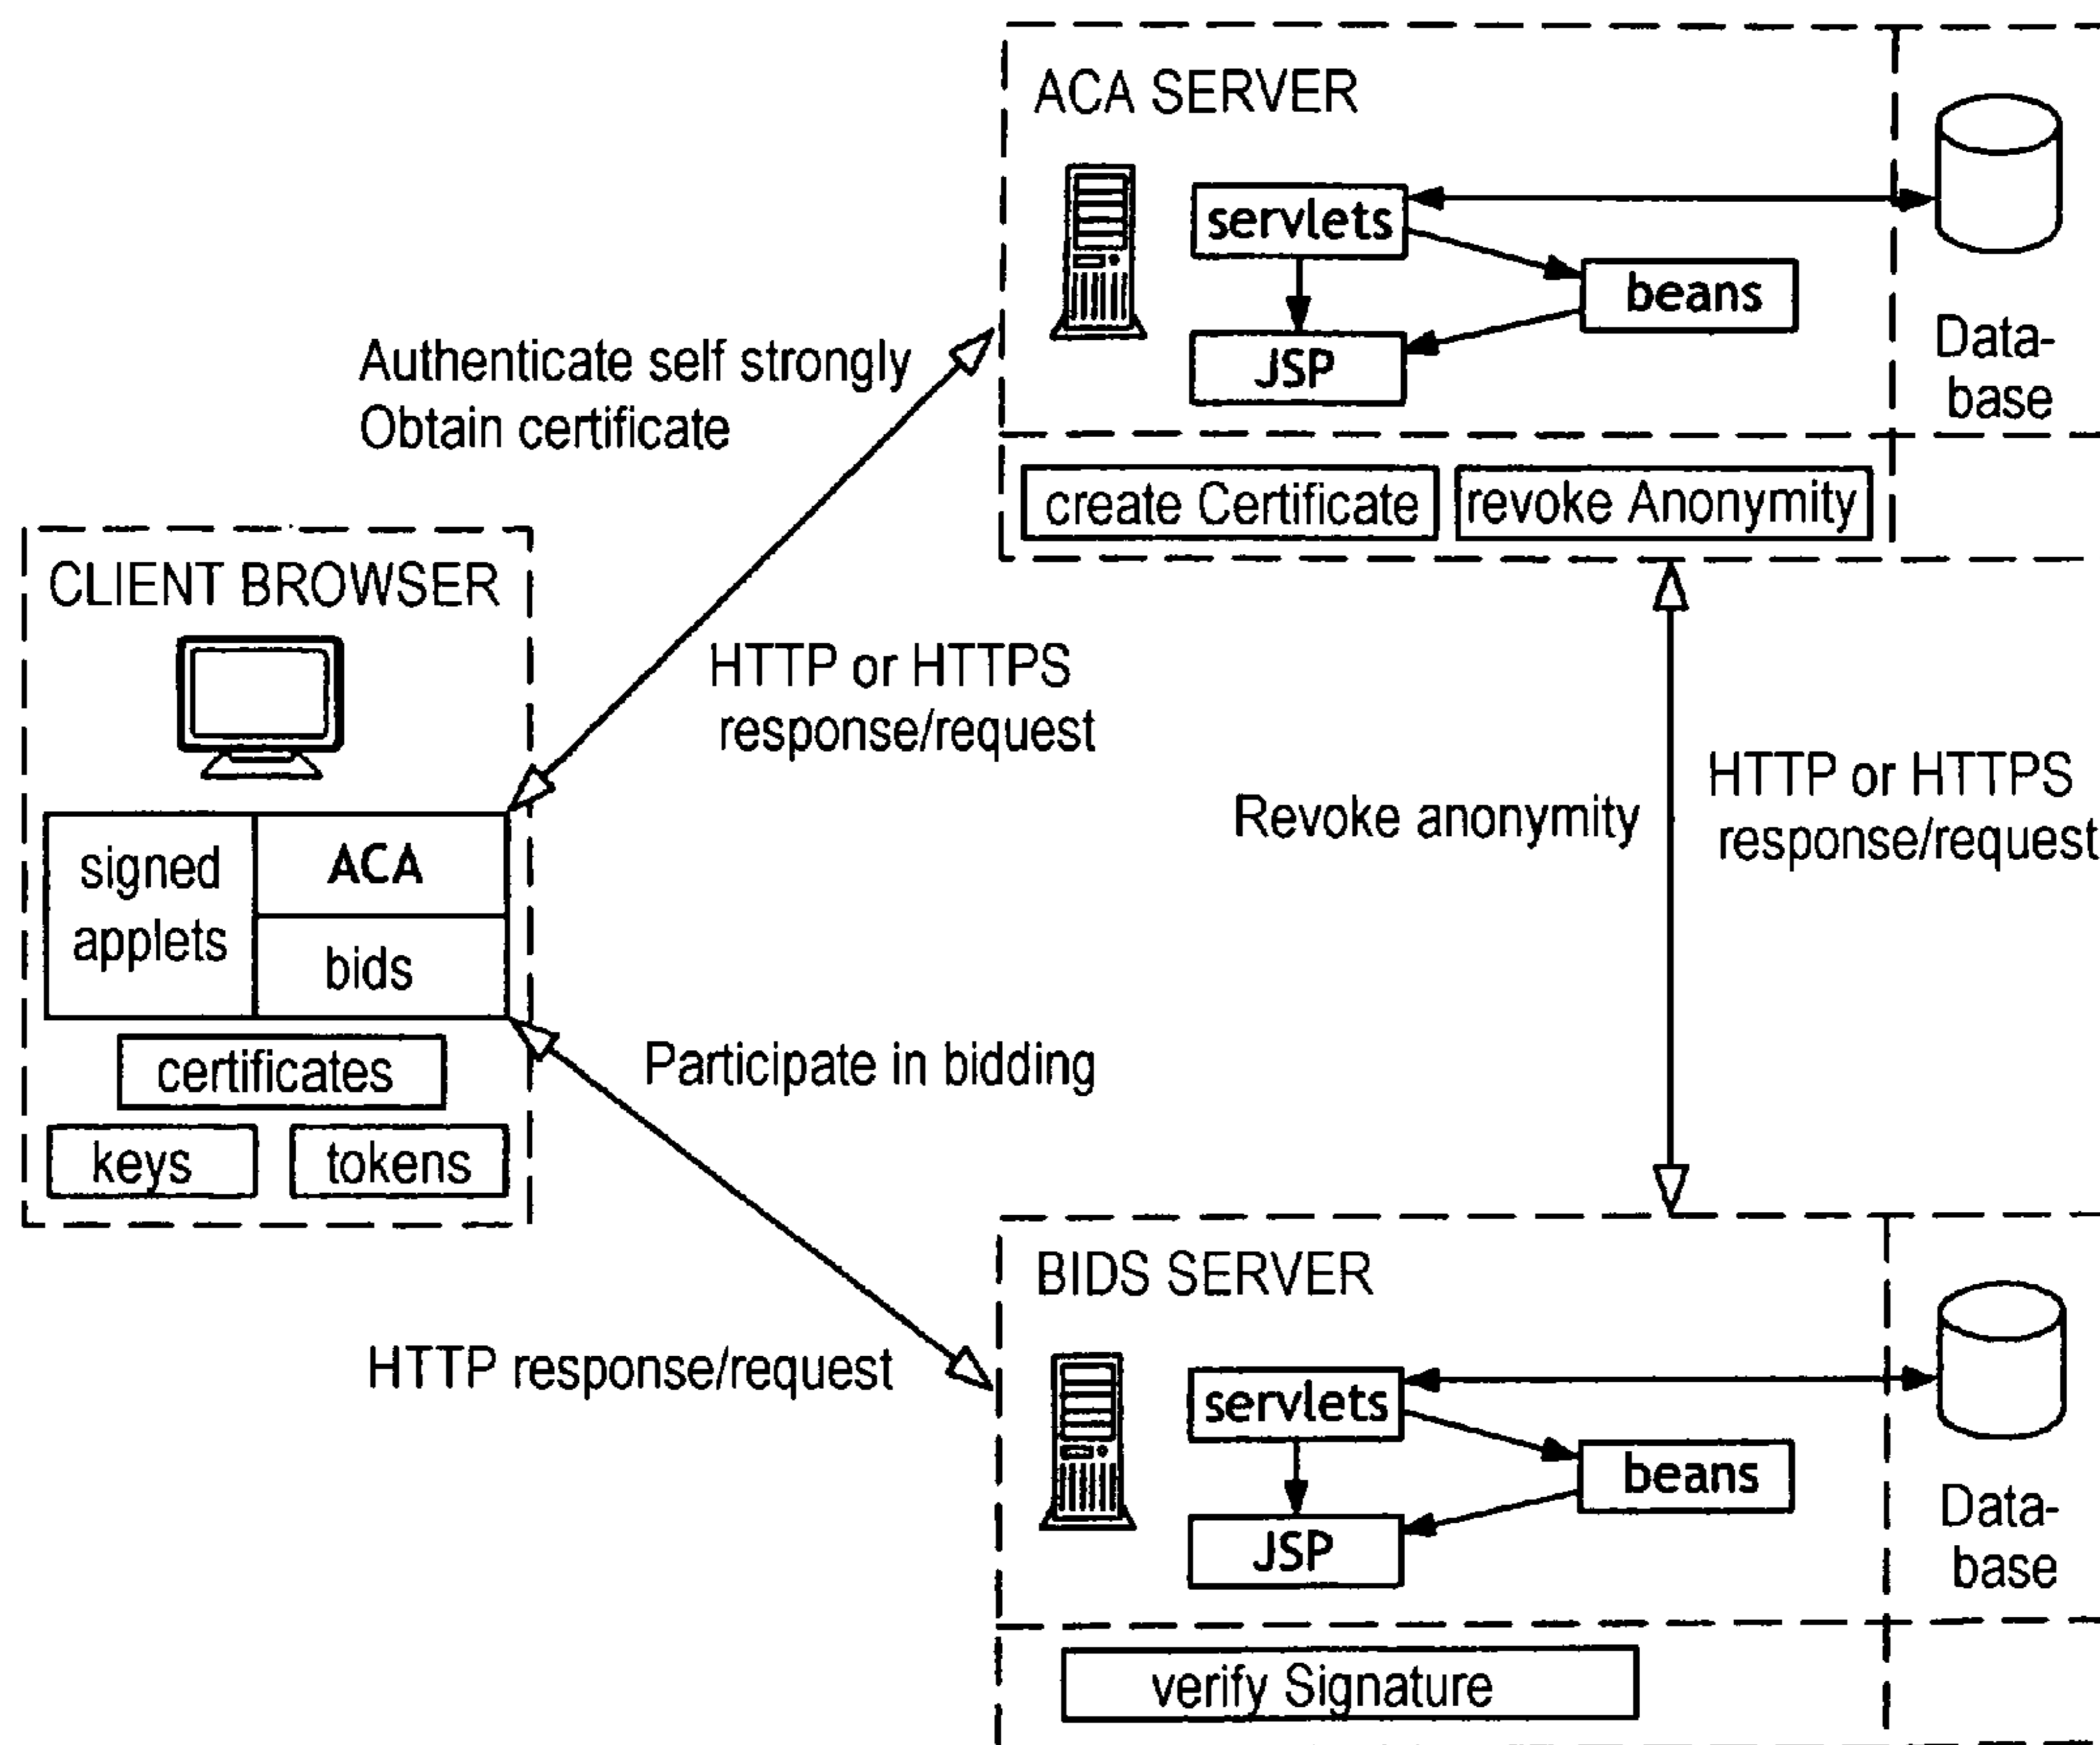 ACA SERVER
servlets
beans
JSP
Data-
base
create Certificate
revoke Anonymity
Authenticate self strongly
Obtain certificate
HTTP or HTTPS
response/request
CLIENT BROWSER
signed
applets
ACA
bids
certificates
keys
tokens
Participate in bidding
HTTP response/request
Revoke anonymity
HTTP or HTTPS
response/request
BIDS SERVER
servlets
beans
JSP
Data-
base
verify Signature